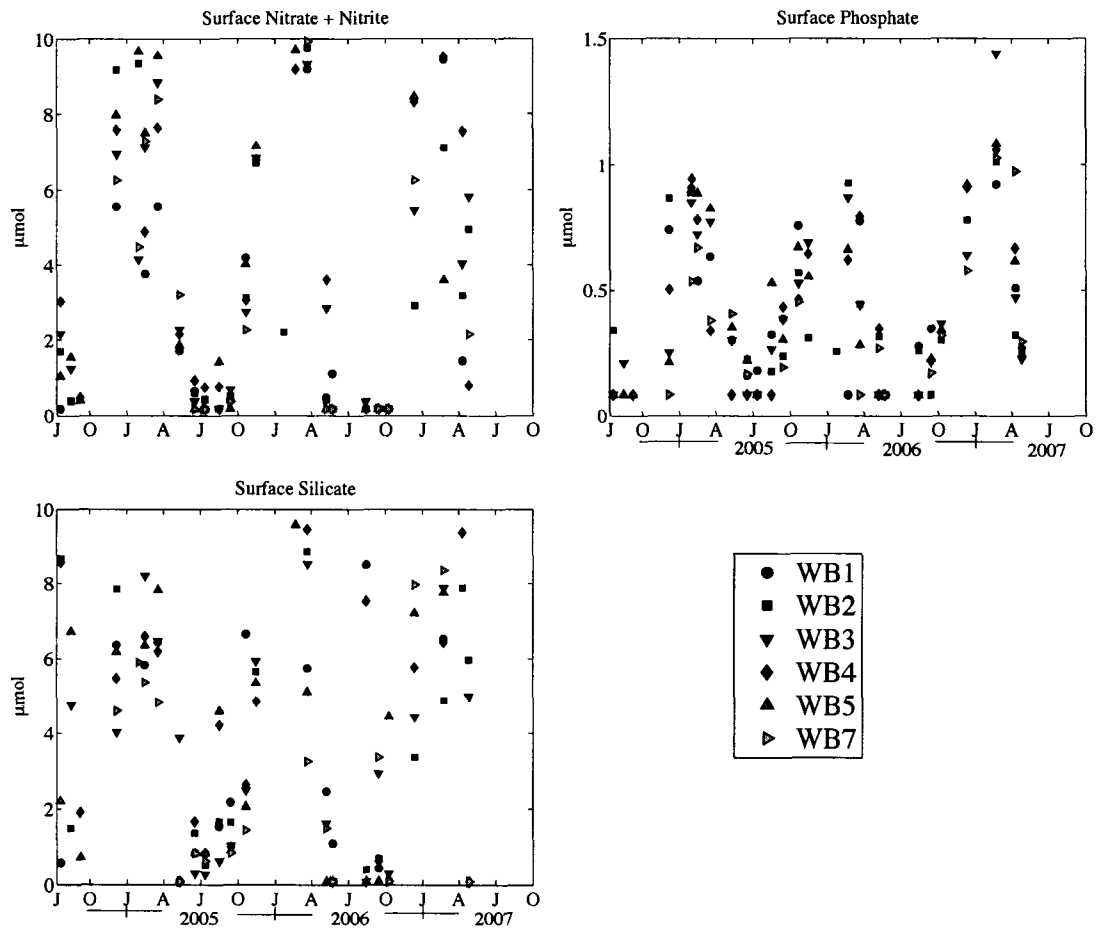 Surface Nitrate + Nitrite
10
8
6
4
2
0
µmol
J O J A J O J A J O J A J O
Surface Phosphate
1.5
1
0.5
0
J O J A J O J A J O J A J O
2005 2006 2007
Surface Silicate
10
8
6
4
2
0
µmol
J O J A J O J A J O J A J O
2005 2006 2007
WB1
WB2
WB3
WB4
WB5
WB7